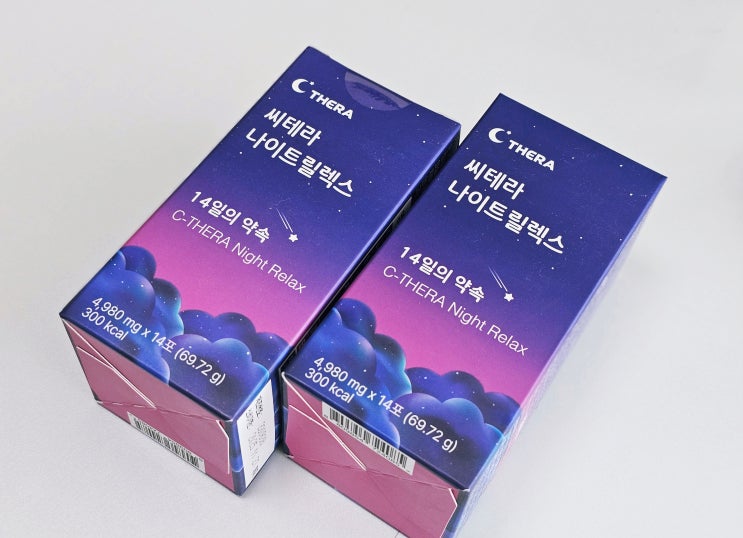 C THERA
씨테라
나이트릴렉스
14일의 약속
C-THERA Night Relax
4,980 mg x 14포 (69.72 g)
300 kcal
C THERA
씨테라
나이트릴렉스
14일의 약속
C-THERA Night Relax
4,980 mg x 14포 (69.72 g)
300 kcal